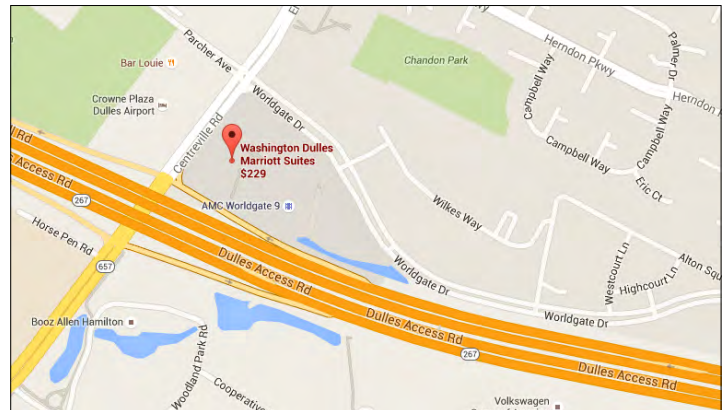 Parcher Ave
Bar Louie
Chandon Park
Herndon Pkwy
Palmer Dr
Herndon
Campbell Way
Campbell Way
Campbell Way
Crowne Plaza
Dulles Airport
Centreville Rd
Worldgate Dr
Washington Dulles
Marriott Suites
$229
Eric Ct
ll Rd
Dulles Access Rd
267
AMC Worldgate 9
Wilkes Way
Horse Pen Rd
657
Dulles Access Rd
Worldgate Dr
Westcourt Ln
Highcourt Ln
Alton Squ
Booz Allen Hamilton
Woodland Park Rd
Dulles Access Rd
Worldgate Dr
267
Dulles Access Rd
Cooperative
Volkswagen